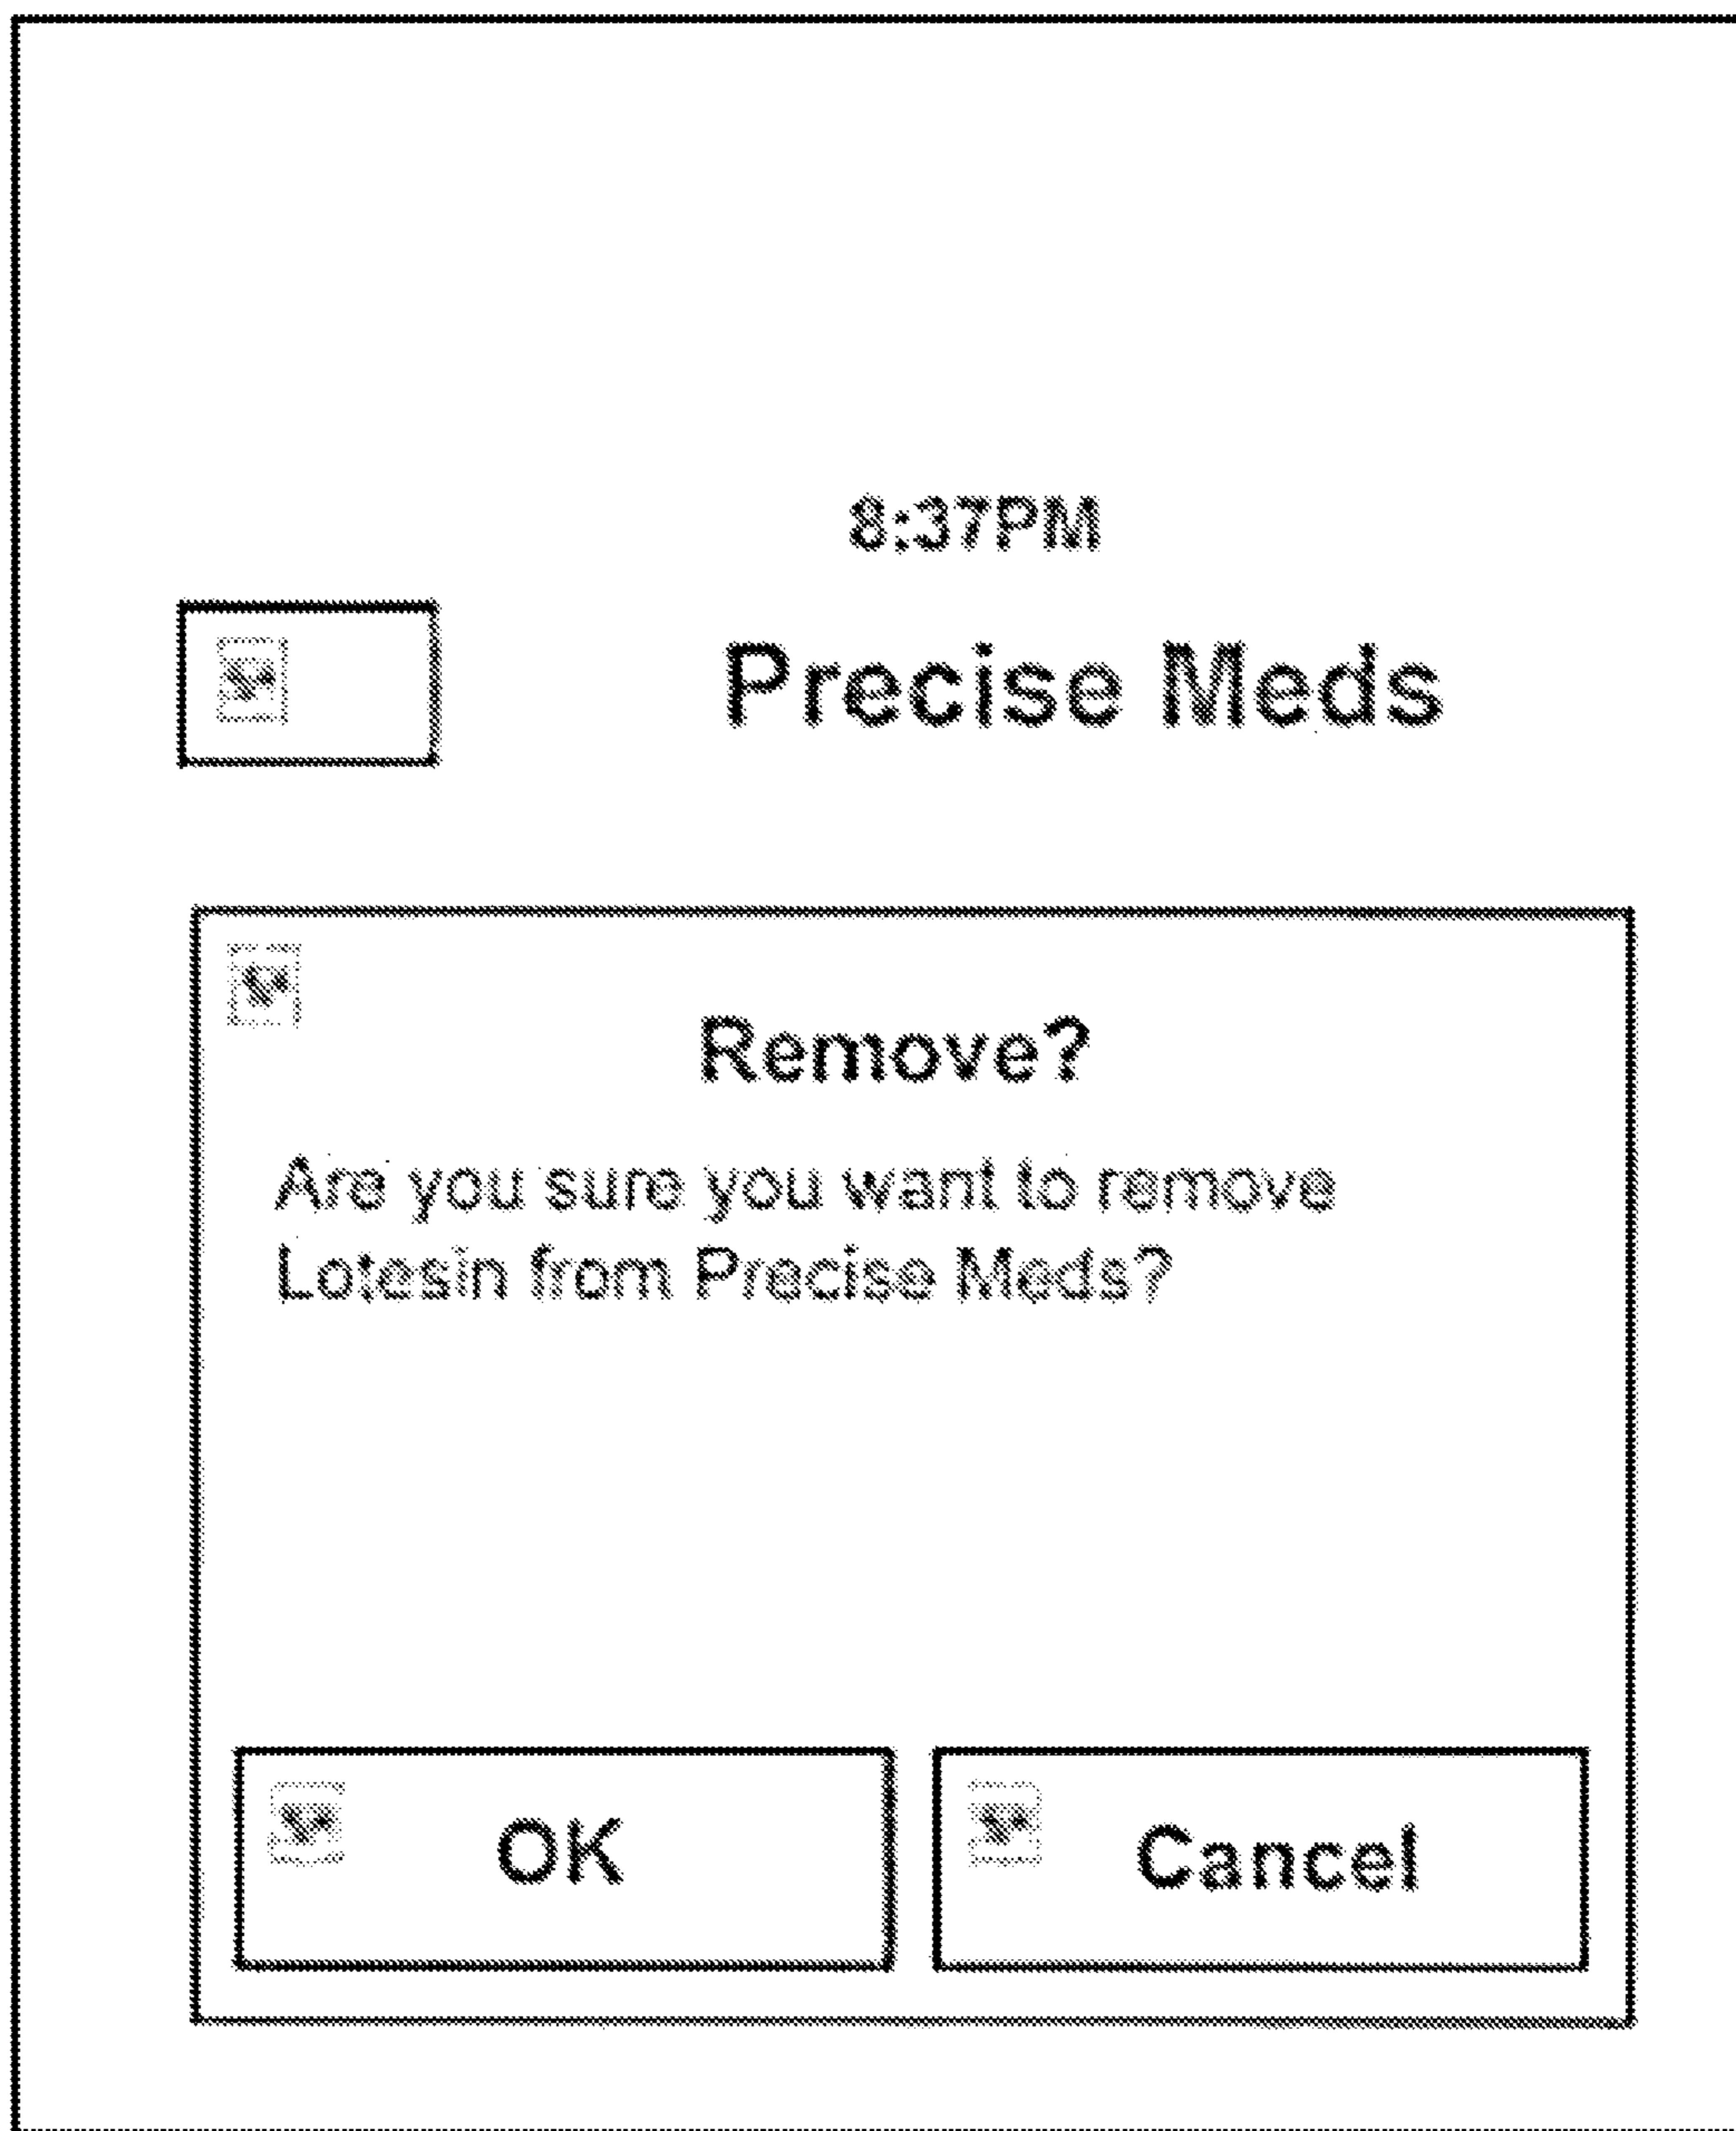 8:37PM
Precise Meds
Remove?
Are you sure you want to remove
Lotesin from Precise Meds?
OK
Cancel